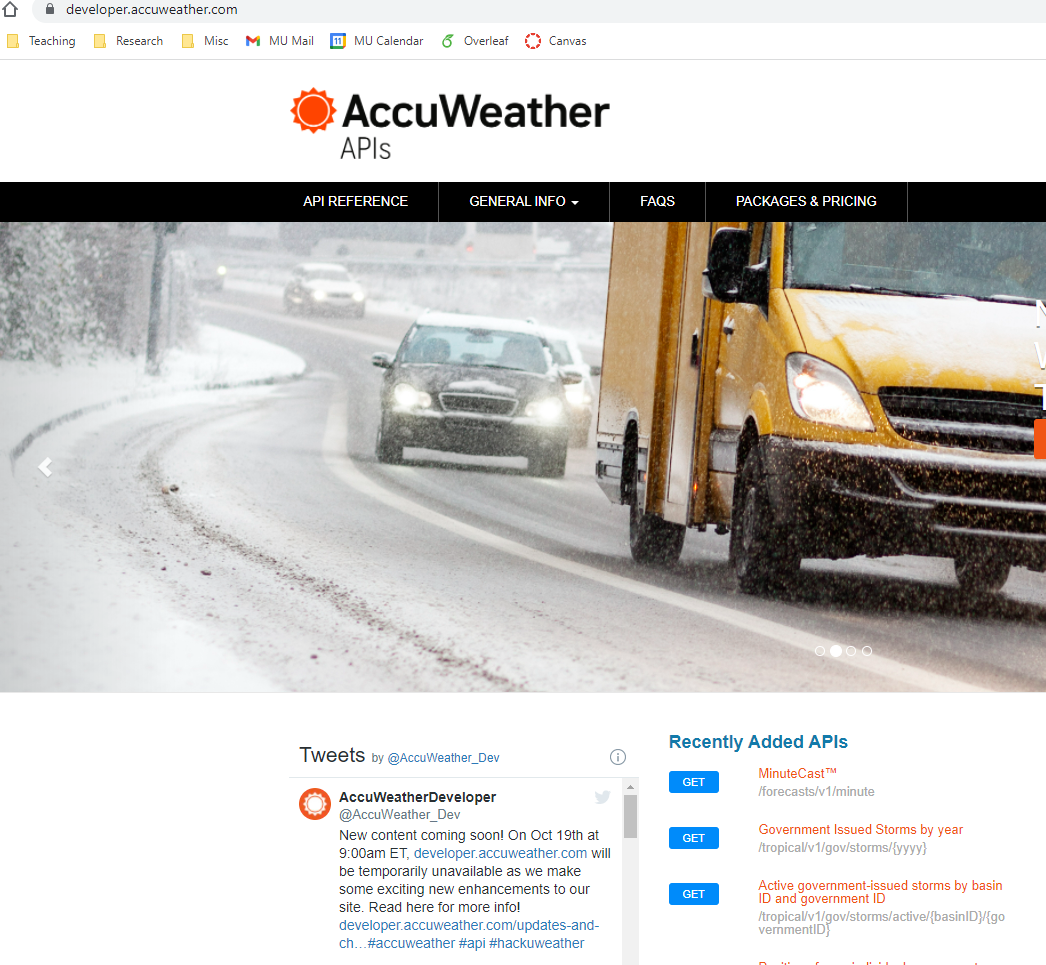 developer.accuweather.com
Teaching Research Misc MU Mail 11 MU Calendar Overleaf Canvas
AccuWeather
APIs
API REFERENCE GENERAL INFO FAQS PACKAGES & PRICING
Tweets by @AccuWeather_Dev
AccuWeatherDeveloper
@AccuWeather_Dev
New content coming soon! On Oct 19th at
9:00am ET, developer.accuweather.com will
be temporarily unavailable as we make
some exciting new enhancements to our
site. Read here for more info!
developer.accuweather.com/updates-and-
ch…#accuweather #api #hackuweather
Recently Added APIs
GET MinuteCast™
/forecasts/v1/minute
GET Government Issued Storms by year
/tropical/v1/gov/storms/{yyyy}
GET Active government-issued storms by basin
ID and government ID
/tropical/v1/gov/storms/active/{basinID}/{go
vernmentID}